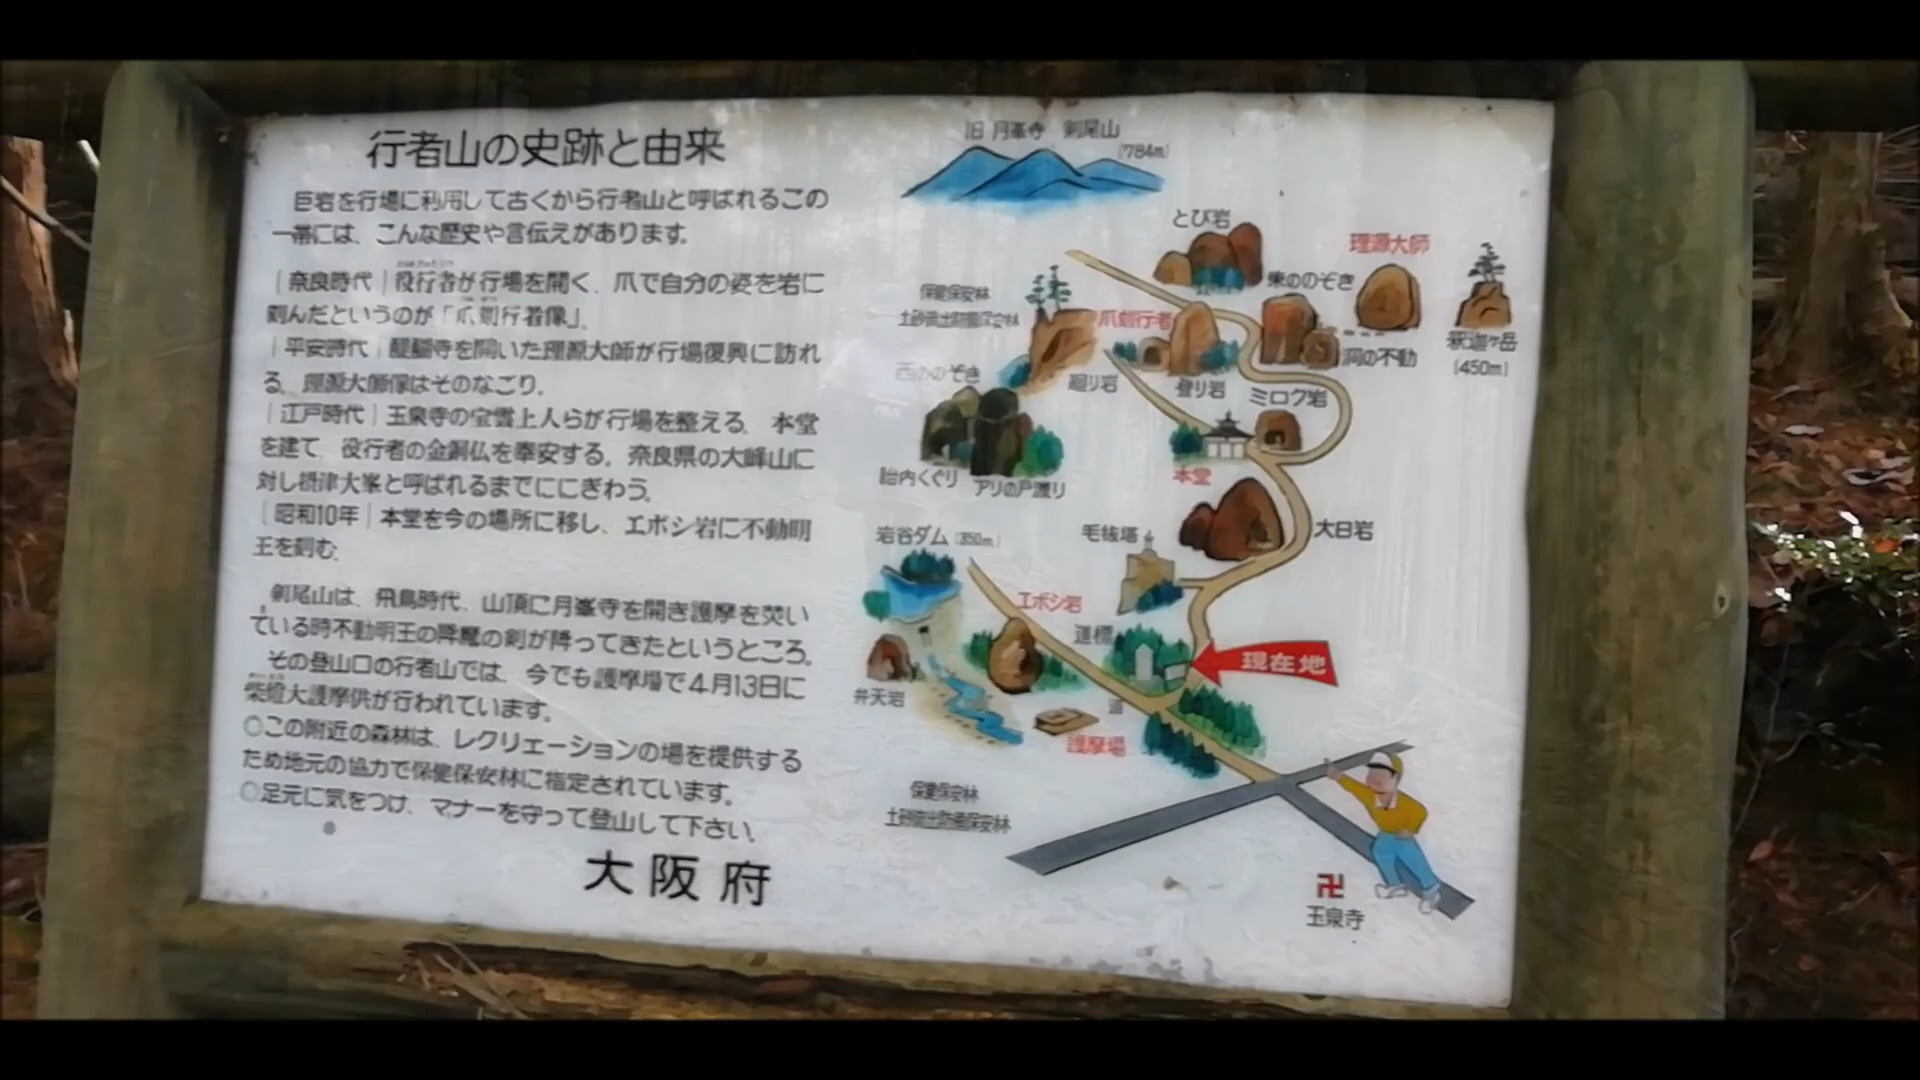 行者山の史跡と由来
巨岩を行場に利用して古くから行者山と呼ばれるこの
一帯には、こんな歴史や言伝えがあります。
[奈良時代]役行者が行場を開く、爪で自分の姿を岩に
刻んだというのが「爪刻行者像」。
[平安時代]醍醐寺を開いた理源大師が行場復興に訪れ
る。理源大師像はそのなごり。
[江戸時代]玉泉寺の宝雲上人らが行場を整える。本堂
を建て、役行者の金銅仏を奉安する。奈良県の大峰山に
対し摂津大峯と呼ばれるまでににぎわう。
[昭和10年]本堂を今の場所に移し、エボシ岩に不動明
王を刻む。
剣尾山は、飛鳥時代、山頂に月峯寺を開き護摩を焚い
ている時不動明王の降魔の剣が降ってきたというところ。
その登山口の行者山では、今でも護摩場で4月13日に
柴燈大護摩供が行われています。
○この附近の森林は、レクリエーションの場を提供する
ため地元の協力で保健保安林に指定されています。
○足元に気をつけ、マナーを守って登山して下さい。
大阪府
旧 月峯寺 剣尾山
(784m)
とび岩
理源大師
東ののぞき
保健保安林
土砂流出防備保安林
爪刻行者
洞の不動
釈迦ヶ岳
(450m)
西ののぞき
廻り岩
登り岩
ミロク岩
胎内くぐり
アリの戸渡り
本堂
岩谷ダム (350m)
毛抜塔
大日岩
エボシ岩
道標
現在地
弁天岩
道
護摩場
保健保安林
土砂流出防備保安林
卍
玉泉寺